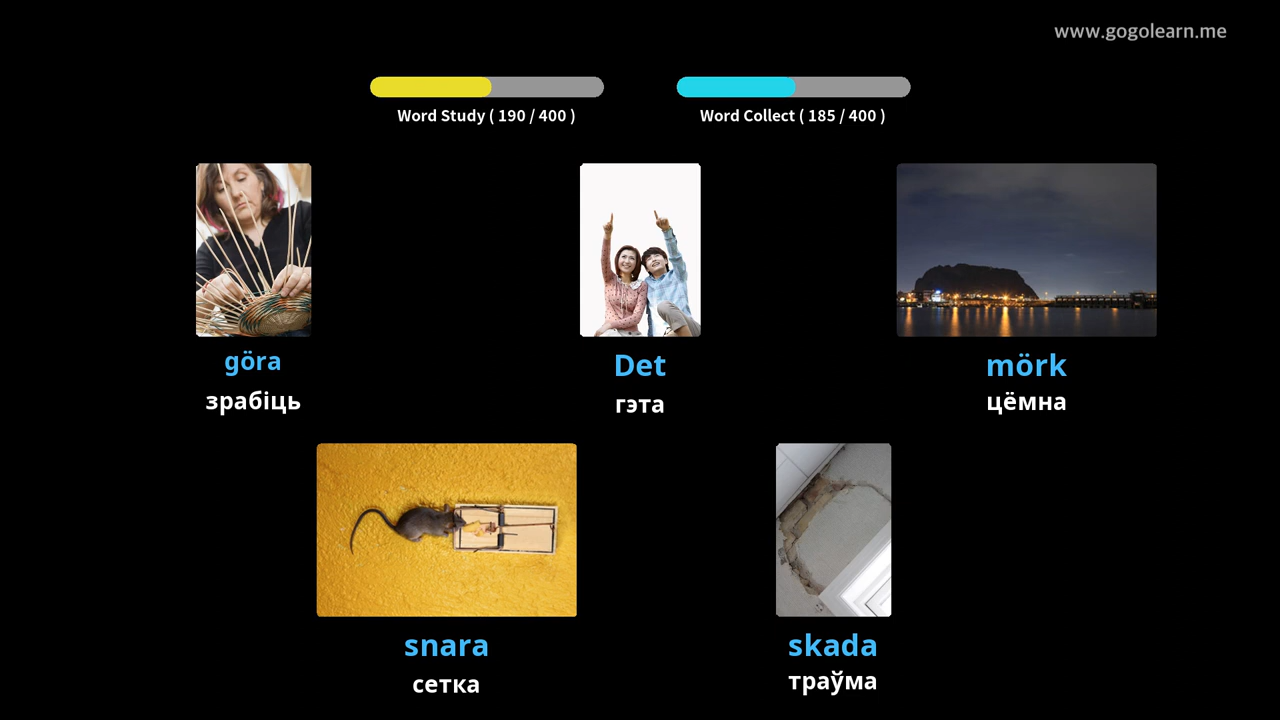 www.gogolearn.me
Word Study ( 190 / 400 )
Word Collect ( 185 / 400 )
göra
зрабіць
Det
гэта
mörk
цёмна
snara
сетка
skada
траўма